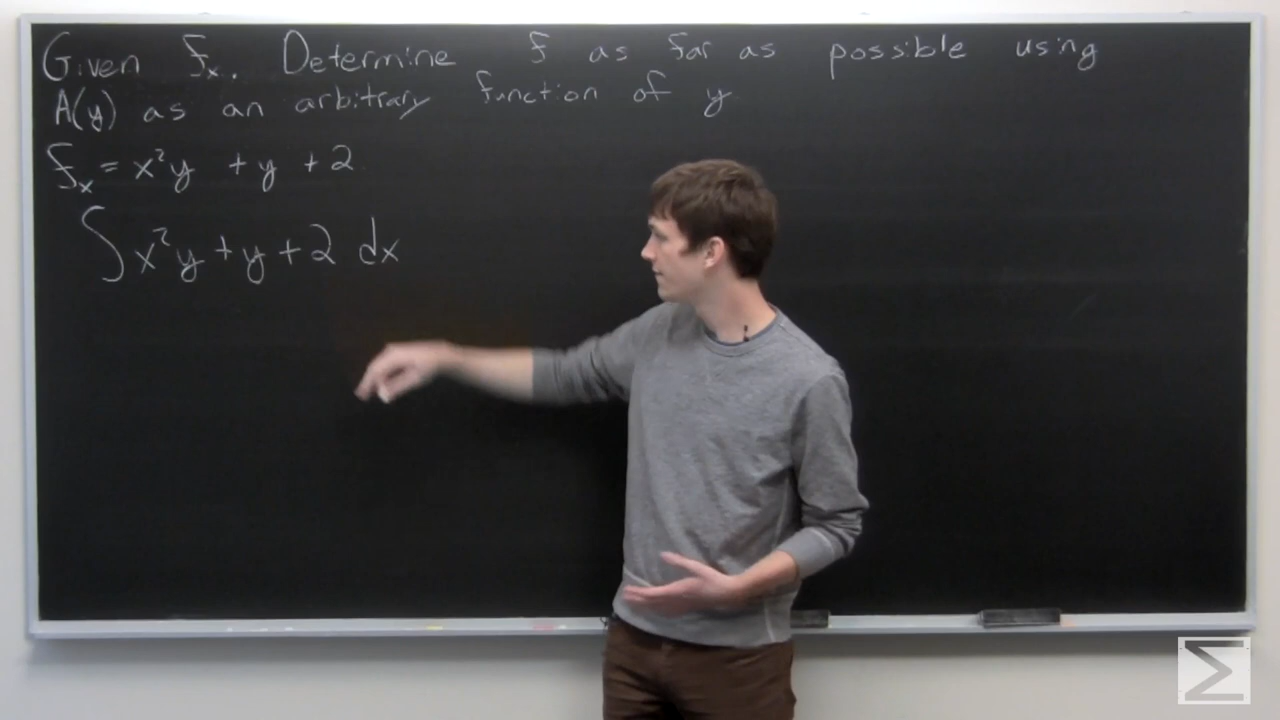 Given fₓ. Determine f as far as possible using
A(y) as an arbitrary function of y
fₓ = x²y + y + 2
∫ x²y + y + 2 dx
Σ